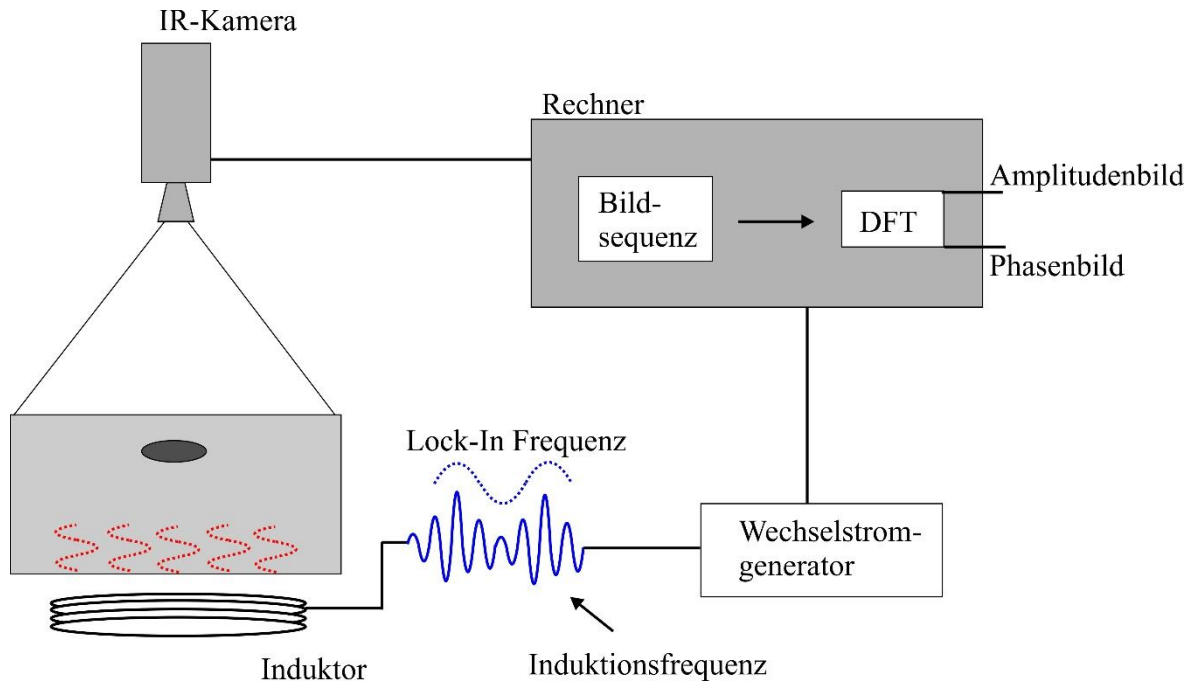 IR-Kamera
Rechner
Bild-
sequenz
DFT
Amplitudenbild
Phasenbild
Lock-In Frequenz
Wechselstrom-
generator
Induktor
Induktionsfrequenz